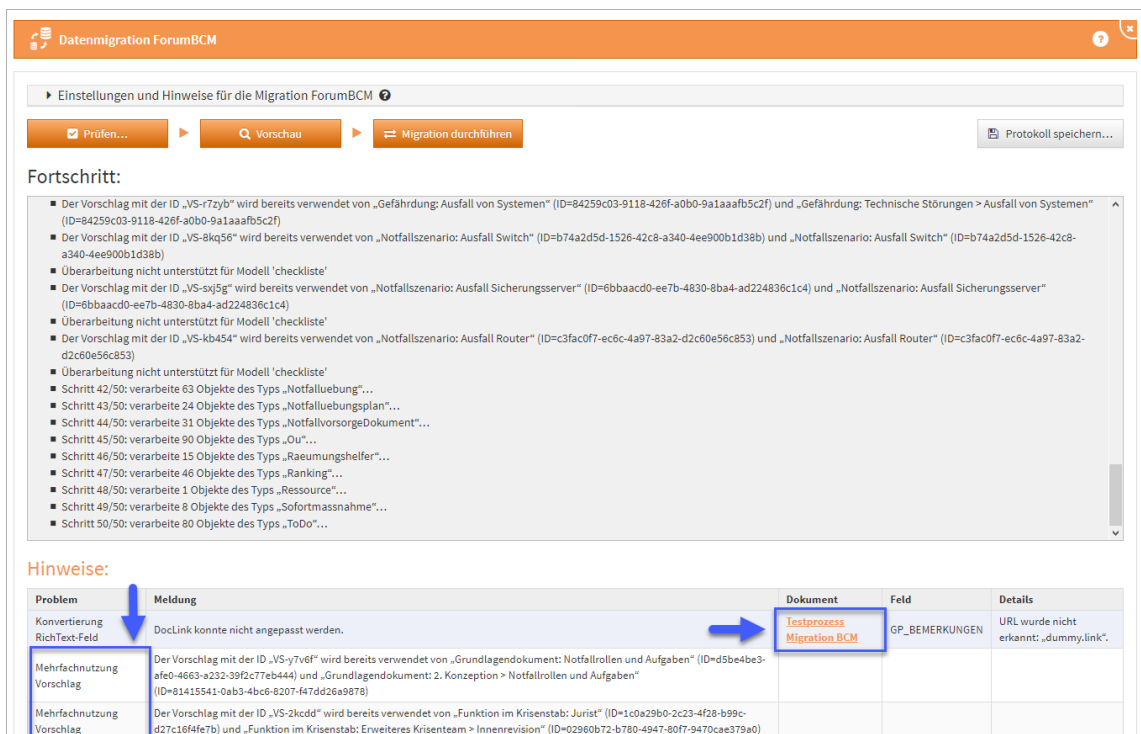 Datenmigration ForumBCM
Einstellungen und Hinweise für die Migration ForumBCM
Prüfen...
Vorschau
Migration durchführen
Protokoll speichern...
Fortschritt:
Der Vorschlag mit der ID „VS-r7zyb“ wird bereits verwendet von „Gefährdung: Ausfall von Systemen“ (ID=84259c03-9118-426f-a0b0-9a1aaafb5c2f) und „Gefährdung: Technische Störungen > Ausfall von Systemen“
(ID=84259c03-9118-426f-a0b0-9a1aaafb5c2f)
Der Vorschlag mit der ID „VS-8kq56“ wird bereits verwendet von „Notfallszenario: Ausfall Switch“ (ID=b74a2d5d-1526-42c8-a340-4ee900b1d38b) und „Notfallszenario: Ausfall Switch“ (ID=b74a2d5d-1526-42c8-
a340-4ee900b1d38b)
Überarbeitung nicht unterstützt für Modell 'checkliste'
Der Vorschlag mit der ID „VS-sxj5g“ wird bereits verwendet von „Notfallszenario: Ausfall Sicherungsserver“ (ID=6bbaacd0-ee7b-4830-8ba4-ad224836c1c4) und „Notfallszenario: Ausfall Sicherungsserver“
(ID=6bbaacd0-ee7b-4830-8ba4-ad224836c1c4)
Überarbeitung nicht unterstützt für Modell 'checkliste'
Der Vorschlag mit der ID „VS-kb454“ wird bereits verwendet von „Notfallszenario: Ausfall Router“ (ID=c3fac0f7-ec6c-4a97-83a2-d2c60e56c853) und „Notfallszenario: Ausfall Router“ (ID=c3fac0f7-ec6c-4a97-83a2-
d2c60e56c853)
Überarbeitung nicht unterstützt für Modell 'checkliste'
Schritt 42/50: verarbeite 63 Objekte des Typs „Notfalluebung“...
Schritt 43/50: verarbeite 24 Objekte des Typs „Notfalluebungsplan“...
Schritt 44/50: verarbeite 31 Objekte des Typs „NotfallvorsorgeDokument“...
Schritt 45/50: verarbeite 90 Objekte des Typs „Ou“...
Schritt 46/50: verarbeite 15 Objekte des Typs „Raeumungshelfer“...
Schritt 47/50: verarbeite 46 Objekte des Typs „Ranking“...
Schritt 48/50: verarbeite 1 Objekte des Typs „Ressource“...
Schritt 49/50: verarbeite 8 Objekte des Typs „Sofortmassnahme“...
Schritt 50/50: verarbeite 80 Objekte des Typs „ToDo“...
Hinweise:
Problem Meldung Dokument Feld Details
Konvertierung
RichText-Feld
DocLink konnte nicht angepasst werden.
Testprozess
Migration BCM
GP_BEMERKUNGEN
URL wurde nicht
erkannt: „dummy.link“.
Mehrfachnutzung
Vorschlag
Der Vorschlag mit der ID „VS-y7v6f“ wird bereits verwendet von „Grundlagendokument: Notfallrollen und Aufgaben“ (ID=d5be4be3-
afe0-4663-a232-39f2c77eb444) und „Grundlagendokument: 2. Konzeption > Notfallrollen und Aufgaben“
(ID=81415541-0ab3-4bc6-8207-f47dd26a9878)
Mehrfachnutzung
Vorschlag
Der Vorschlag mit der ID „VS-2kcdd“ wird bereits verwendet von „Funktion im Krisenstab: Jurist“ (ID=1c0a29b0-2c23-4f28-b99c-
d27c16f4fe7b) und „Funktion im Krisenstab: Erweiteres Krisenteam > Innenrevision“ (ID=02960b72-b780-4947-80f7-9470cae379a0)